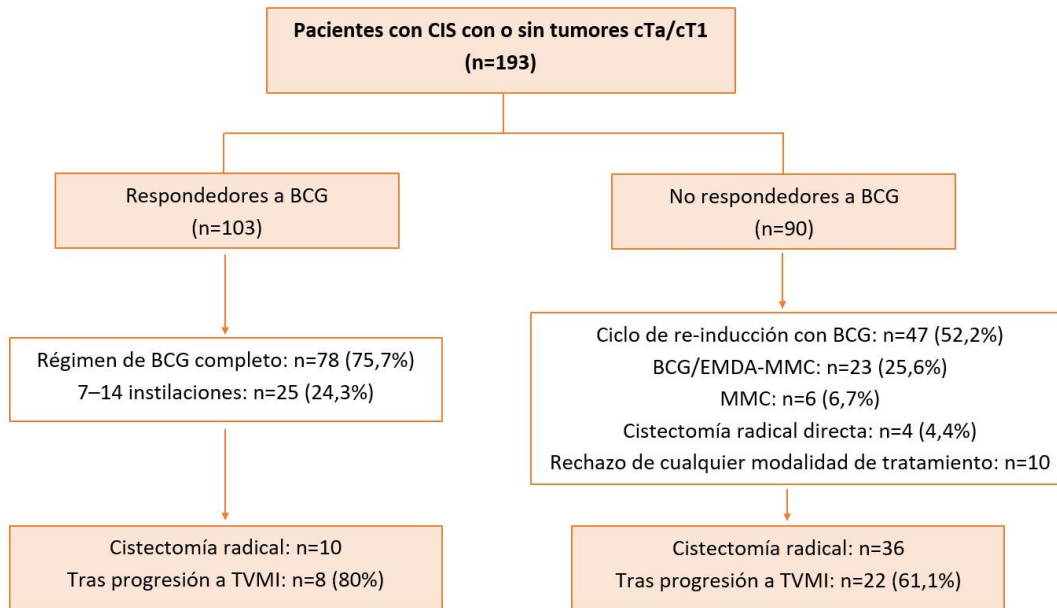 Pacientes con CIS con o sin tumores cTa/cT1
(n=193)
Respondedores a BCG
(n=103)
No respondedores a BCG
(n=90)
Régimen de BCG completo: n=78 (75,7%)
7–14 instilaciones: n=25 (24,3%)
Ciclo de re-inducción con BCG: n=47 (52,2%)
BCG/EMDA-MMC: n=23 (25,6%)
MMC: n=6 (6,7%)
Cistectomía radical directa: n=4 (4,4%)
Rechazo de cualquier modalidad de tratamiento: n=10
Cistectomía radical: n=10
Tras progresión a TVMI: n=8 (80%)
Cistectomía radical: n=36
Tras progresión a TVMI: n=22 (61,1%)